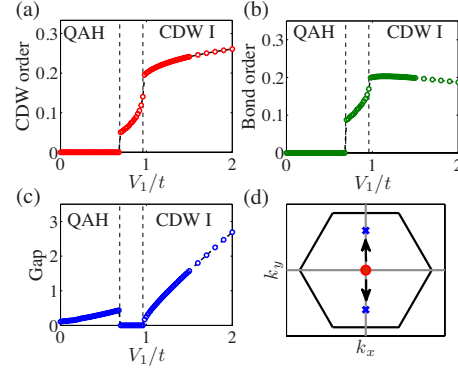 (a)
QAH
CDW I
CDW order
0.3
0.2
0.1
0
0
1
2
V₁/t
(b)
QAH
CDW I
Bond order
0.3
0.2
0.1
0
0
1
2
V₁/t
(c)
QAH
CDW I
Gap
3
2
1
0
0
1
2
V₁/t
(d)
k_y
k_x